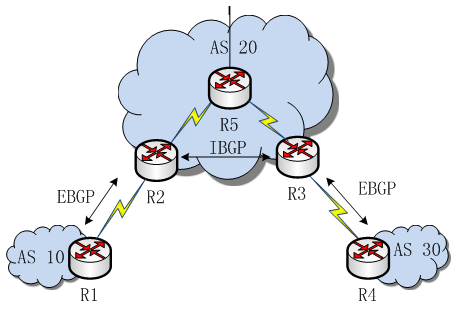 AS 20
R5
IBGP
R2
R3
EBGP
EBGP
AS 10
AS 30
R1
R4